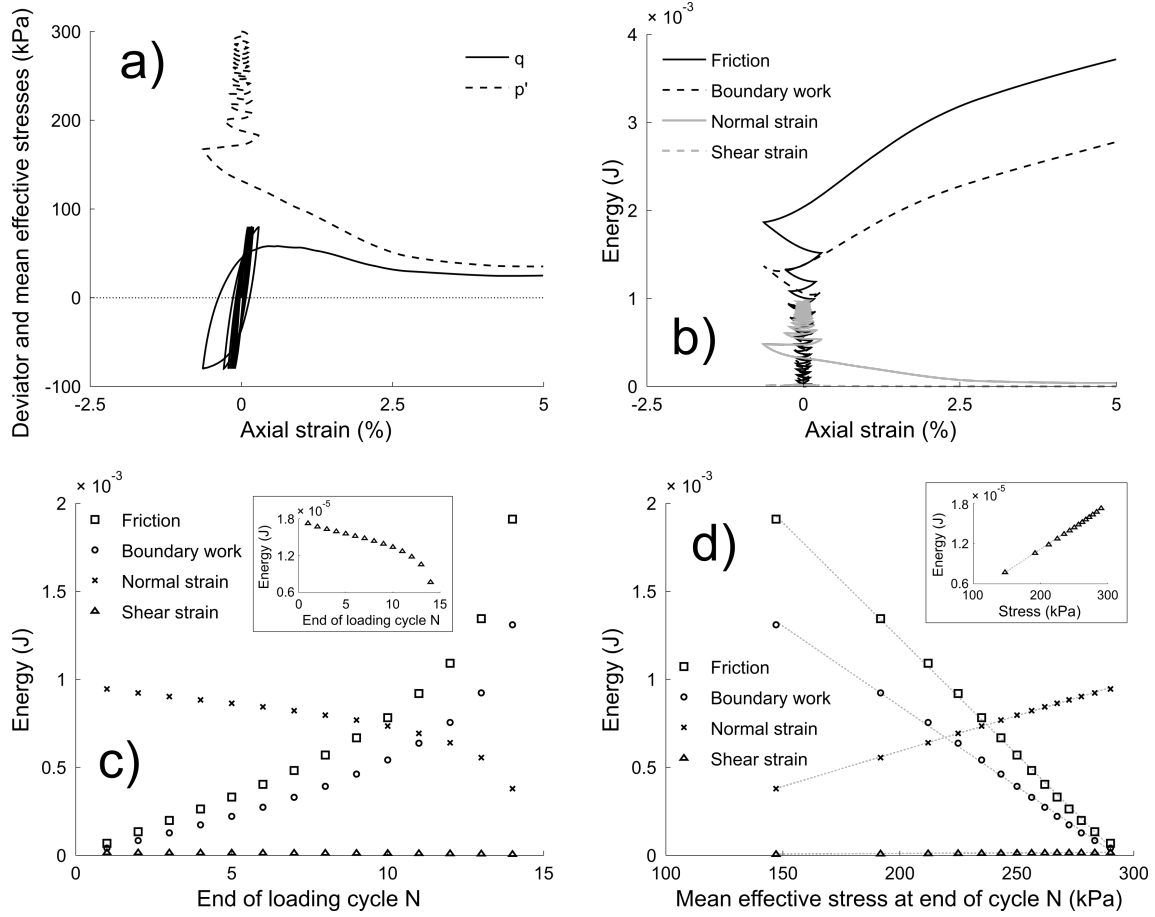 Deviator and mean effective stresses (kPa)
300
200
100
0
-100
a)
q
p'
-2.5
0
2.5
5
Axial strain (%)
× 10⁻³
Energy (J)
4
3
2
1
0
Friction
Boundary work
Normal strain
Shear strain
b)
-2.5
0
2.5
5
Axial strain (%)
× 10⁻³
Energy (J)
2
1.5
1
0.5
0
Friction
Boundary work
Normal strain
Shear strain
× 10⁻⁵
Energy (J)
1.8
1.2
0.6
0
5
10
15
End of loading cycle N
c)
0
5
10
15
End of loading cycle N
× 10⁻³
Energy (J)
2
1.5
1
0.5
0
d)
× 10⁻⁵
Energy (J)
1.8
1.2
0.6
100
200
300
Stress (kPa)
Friction
Boundary work
Normal strain
Shear strain
100
150
200
250
300
Mean effective stress at end of cycle N (kPa)